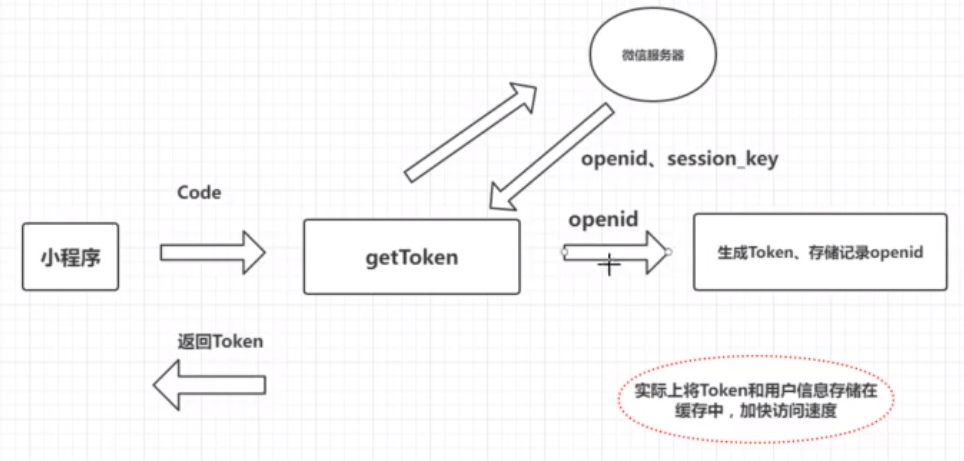 微信服务器
openid、session_key
Code
openid
小程序
getToken
生成Token、存储记录openid
返回Token
实际上将Token和用户信息存储在
缓存中，加快访问速度